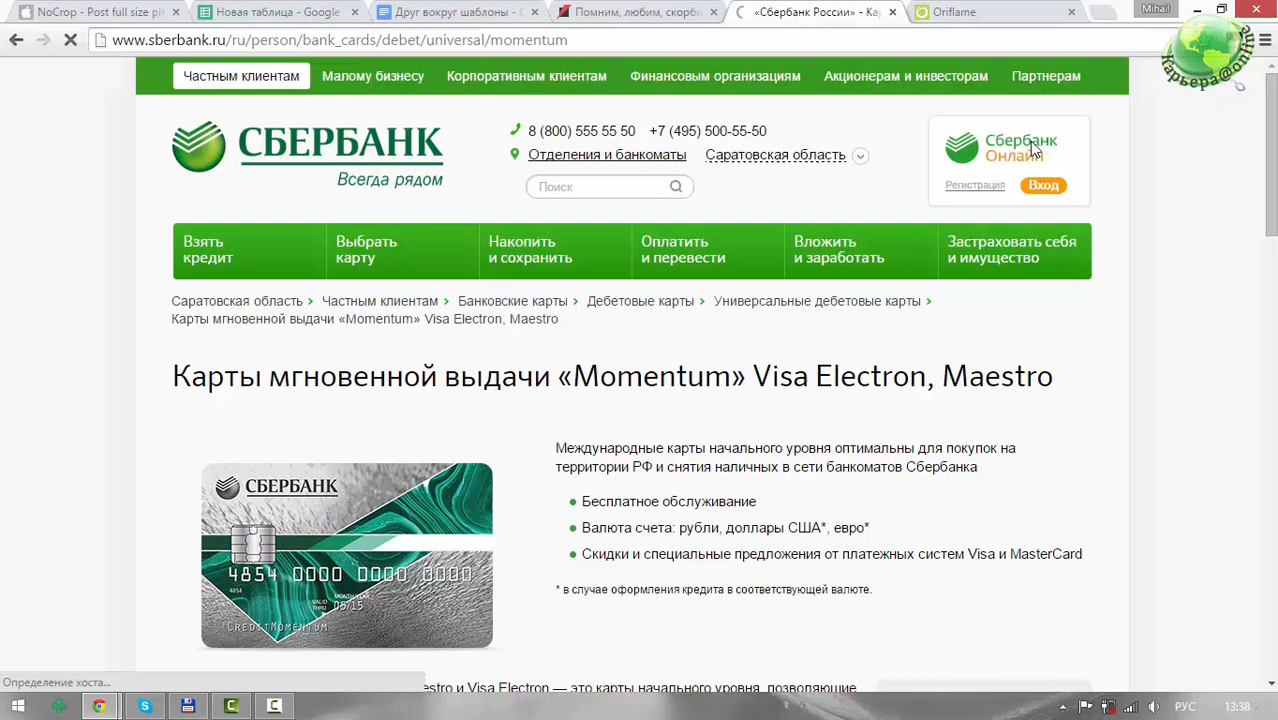 NoCrop - Post full size ph
Новая таблица - Google
Друг вокруг шаблоны - G
Помним, любим, скорби
«Сбербанк России» - Ка
Oriflame
Mihail
www.sberbank.ru/ru/person/bank_cards/debet/universal/momentum
Карьера@online
Частным клиентам
Малому бизнесу
Корпоративным клиентам
Финансовым организациям
Акционерам и инвесторам
Партнерам
СБЕРБАНК
Всегда рядом
8 (800) 555 55 50 +7 (495) 500-55-50
Отделения и банкоматы
Саратовская область
Поиск
Сбербанк
Онлайн
Регистрация
Вход
Взять
кредит
Выбрать
карту
Накопить
и сохранить
Оплатить
и перевести
Вложить
и заработать
Застраховать себя
и имущество
Саратовская область › Частным клиентам › Банковские карты › Дебетовые карты › Универсальные дебетовые карты ›
Карты мгновенной выдачи «Momentum» Visa Electron, Maestro
Карты мгновенной выдачи «Momentum» Visa Electron, Maestro
Международные карты начального уровня оптимальны для покупок на
территории РФ и снятия наличных в сети банкоматов Сбербанка
Бесплатное обслуживание
Валюта счета: рубли, доллары США*, евро*
Скидки и специальные предложения от платежных систем Visa и MasterCard
* в случае оформления кредита в соответствующей валюте.
СБЕРБАНК
4854 0000 0000 0000
4854
VALID THRU
MONTH/YEAR
05/15
CREDITMOMENTUM
Определение хоста...
estro и Visa Electron — это карты начального уровня, позволяющие
РУС
13:38